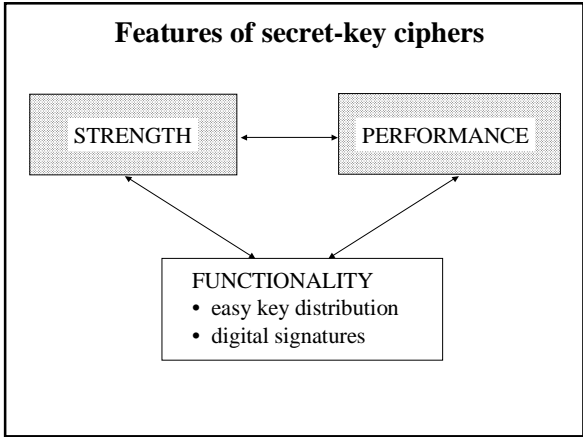 Features of secret-key ciphers
STRENGTH
PERFORMANCE
FUNCTIONALITY
• easy key distribution
• digital signatures